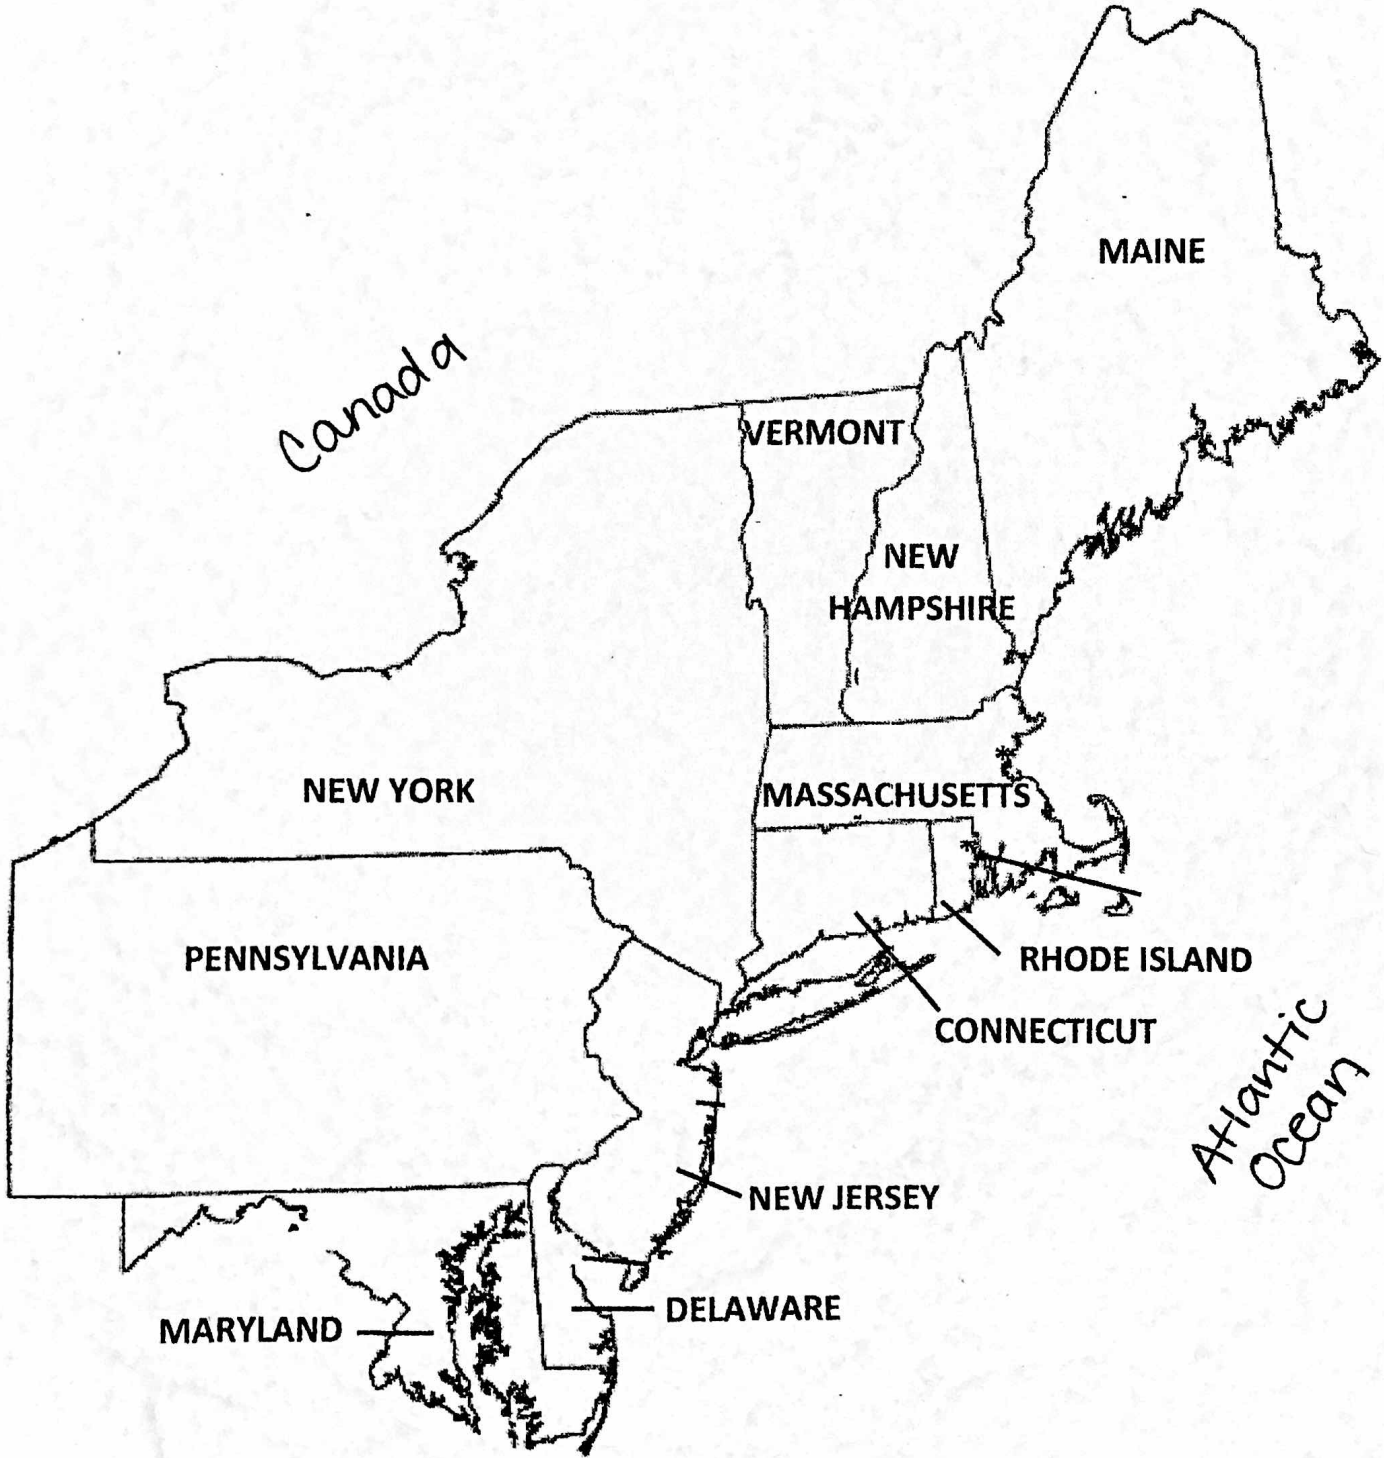 MAINE
Canada
VERMONT
NEW
HAMPSHIRE
NEW YORK
MASSACHUSETTS
PENNSYLVANIA
RHODE ISLAND
CONNECTICUT
Atlantic
Ocean
NEW JERSEY
DELAWARE
MARYLAND